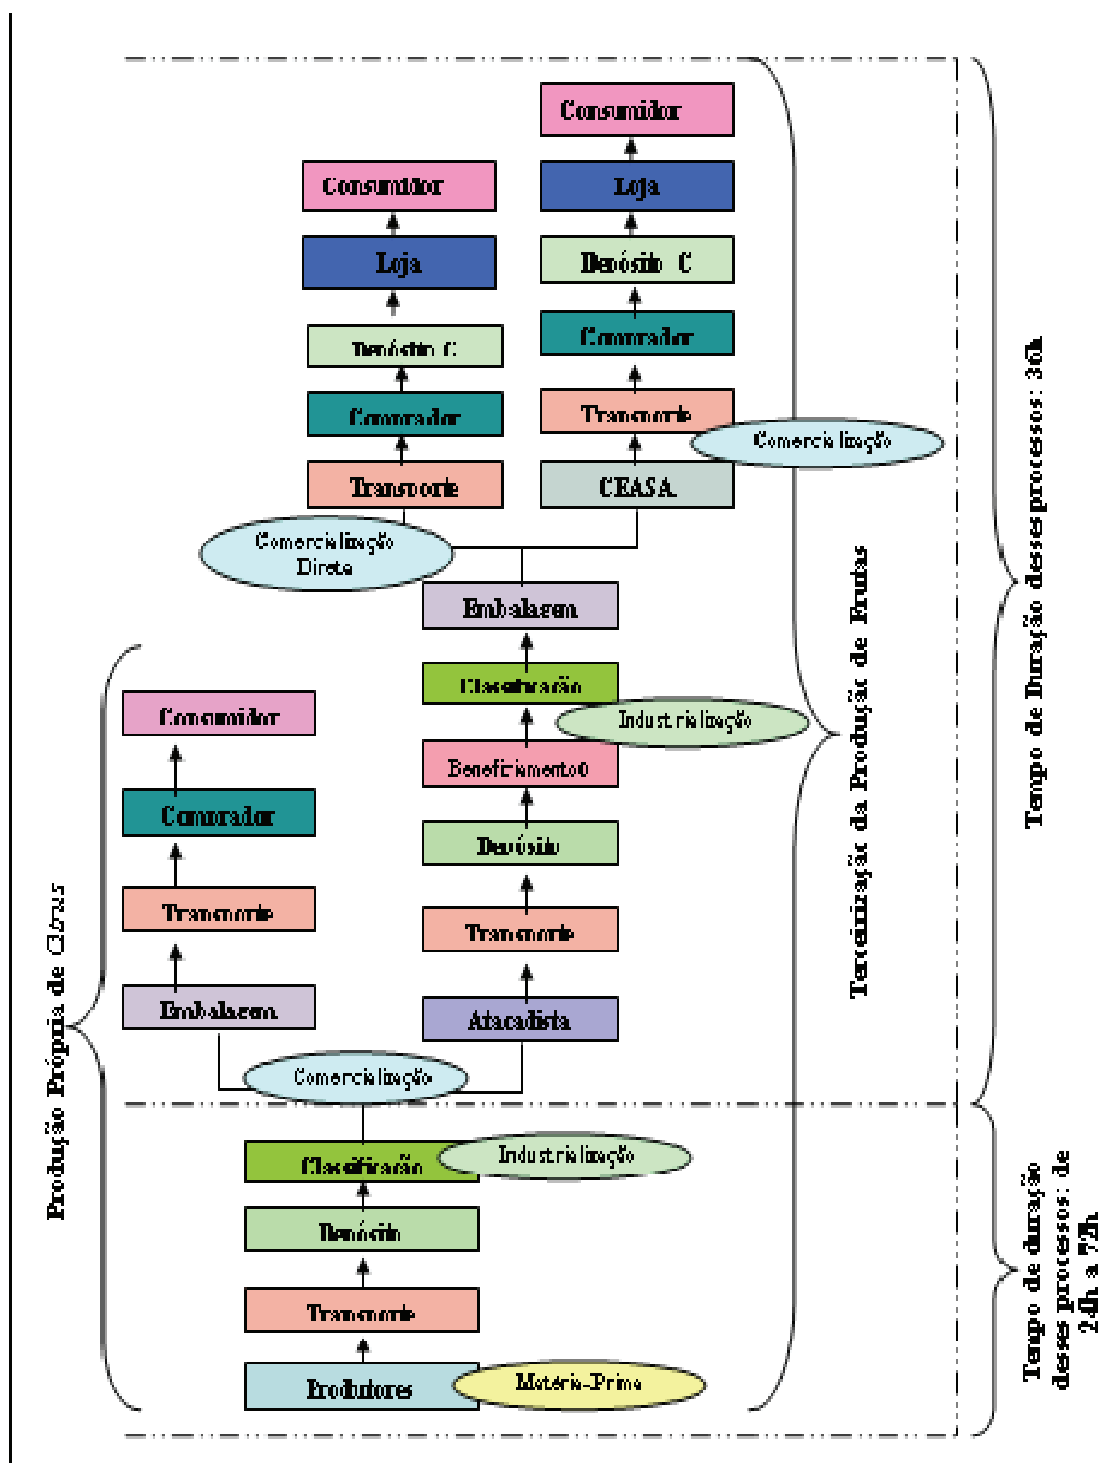 Consumidor
Loja
Depósito C
Comprador
Transporte
CEASA
Comercialização
Consumidor
Loja
Depósito C
Comprador
Transporte
Comercialização
Direta
Embalagem
Classificação
Industrialização
Beneficiamento
Depósito
Transporte
Atacadista
Consumidor
Comprador
Transporte
Embalagem
Comercialização
Classificação
Industrialização
Depósito
Transporte
Produtores
Matéria-Prima
Produção Própria de Citrus
Terceirização da Produção de Frutas
Tempo de Duração desses processos: 36h
Tempo de duração
desses processos: de
24h a 72h